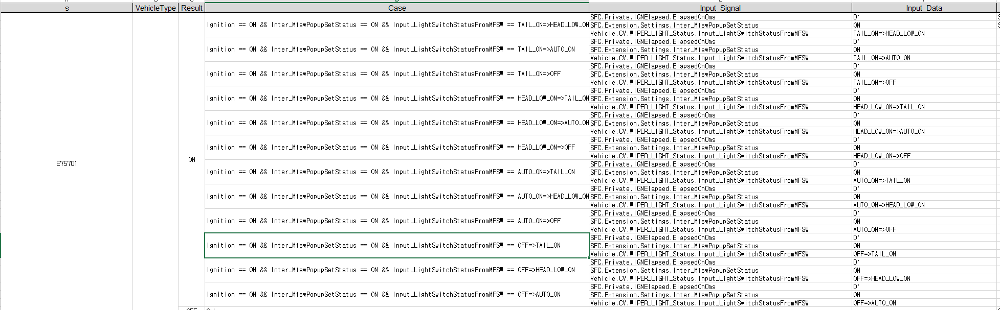 s VehicleType Result Case Input_Signal Input_Data
E75701
ON
Ignition == ON && Inter_MfswPopupSetStatus == ON && Input_LightSwitchStatusFromMFSW == TAIL_ON=>HEAD_LOW_ON
SFC.Private.IGNElapsed.ElapsedOn0ms D'
SFC.Extension.Settings.Inter_MfswPopupSetStatus ON
Vehicle.CV.WIPER_LIGHT_Status.Input_LightSwitchStatusFromMFSW TAIL_ON=>HEAD_LOW_ON
Ignition == ON && Inter_MfswPopupSetStatus == ON && Input_LightSwitchStatusFromMFSW == TAIL_ON=>AUTO_ON
SFC.Private.IGNElapsed.ElapsedOn0ms D'
SFC.Extension.Settings.Inter_MfswPopupSetStatus ON
Vehicle.CV.WIPER_LIGHT_Status.Input_LightSwitchStatusFromMFSW TAIL_ON=>AUTO_ON
Ignition == ON && Inter_MfswPopupSetStatus == ON && Input_LightSwitchStatusFromMFSW == TAIL_ON=>OFF
SFC.Private.IGNElapsed.ElapsedOn0ms D'
SFC.Extension.Settings.Inter_MfswPopupSetStatus ON
Vehicle.CV.WIPER_LIGHT_Status.Input_LightSwitchStatusFromMFSW TAIL_ON=>OFF
Ignition == ON && Inter_MfswPopupSetStatus == ON && Input_LightSwitchStatusFromMFSW == HEAD_LOW_ON=>TAIL_ON
SFC.Private.IGNElapsed.ElapsedOn0ms D'
SFC.Extension.Settings.Inter_MfswPopupSetStatus ON
Vehicle.CV.WIPER_LIGHT_Status.Input_LightSwitchStatusFromMFSW HEAD_LOW_ON=>TAIL_ON
Ignition == ON && Inter_MfswPopupSetStatus == ON && Input_LightSwitchStatusFromMFSW == HEAD_LOW_ON=>AUTO_ON
SFC.Private.IGNElapsed.ElapsedOn0ms D'
SFC.Extension.Settings.Inter_MfswPopupSetStatus ON
Vehicle.CV.WIPER_LIGHT_Status.Input_LightSwitchStatusFromMFSW HEAD_LOW_ON=>AUTO_ON
Ignition == ON && Inter_MfswPopupSetStatus == ON && Input_LightSwitchStatusFromMFSW == HEAD_LOW_ON=>OFF
SFC.Private.IGNElapsed.ElapsedOn0ms D'
SFC.Extension.Settings.Inter_MfswPopupSetStatus ON
Vehicle.CV.WIPER_LIGHT_Status.Input_LightSwitchStatusFromMFSW HEAD_LOW_ON=>OFF
Ignition == ON && Inter_MfswPopupSetStatus == ON && Input_LightSwitchStatusFromMFSW == AUTO_ON=>TAIL_ON
SFC.Private.IGNElapsed.ElapsedOn0ms D'
SFC.Extension.Settings.Inter_MfswPopupSetStatus ON
Vehicle.CV.WIPER_LIGHT_Status.Input_LightSwitchStatusFromMFSW AUTO_ON=>TAIL_ON
Ignition == ON && Inter_MfswPopupSetStatus == ON && Input_LightSwitchStatusFromMFSW == AUTO_ON=>HEAD_LOW_ON
SFC.Private.IGNElapsed.ElapsedOn0ms D'
SFC.Extension.Settings.Inter_MfswPopupSetStatus ON
Vehicle.CV.WIPER_LIGHT_Status.Input_LightSwitchStatusFromMFSW AUTO_ON=>HEAD_LOW_ON
Ignition == ON && Inter_MfswPopupSetStatus == ON && Input_LightSwitchStatusFromMFSW == AUTO_ON=>OFF
SFC.Private.IGNElapsed.ElapsedOn0ms D'
SFC.Extension.Settings.Inter_MfswPopupSetStatus ON
Vehicle.CV.WIPER_LIGHT_Status.Input_LightSwitchStatusFromMFSW AUTO_ON=>OFF
Ignition == ON && Inter_MfswPopupSetStatus == ON && Input_LightSwitchStatusFromMFSW == OFF=>TAIL_ON
SFC.Private.IGNElapsed.ElapsedOn0ms D'
SFC.Extension.Settings.Inter_MfswPopupSetStatus ON
Vehicle.CV.WIPER_LIGHT_Status.Input_LightSwitchStatusFromMFSW OFF=>TAIL_ON
Ignition == ON && Inter_MfswPopupSetStatus == ON && Input_LightSwitchStatusFromMFSW == OFF=>HEAD_LOW_ON
SFC.Private.IGNElapsed.ElapsedOn0ms D'
SFC.Extension.Settings.Inter_MfswPopupSetStatus ON
Vehicle.CV.WIPER_LIGHT_Status.Input_LightSwitchStatusFromMFSW OFF=>HEAD_LOW_ON
Ignition == ON && Inter_MfswPopupSetStatus == ON && Input_LightSwitchStatusFromMFSW == OFF=>AUTO_ON
SFC.Private.IGNElapsed.ElapsedOn0ms D'
SFC.Extension.Settings.Inter_MfswPopupSetStatus ON
Vehicle.CV.WIPER_LIGHT_Status.Input_LightSwitchStatusFromMFSW OFF=>AUTO_ON